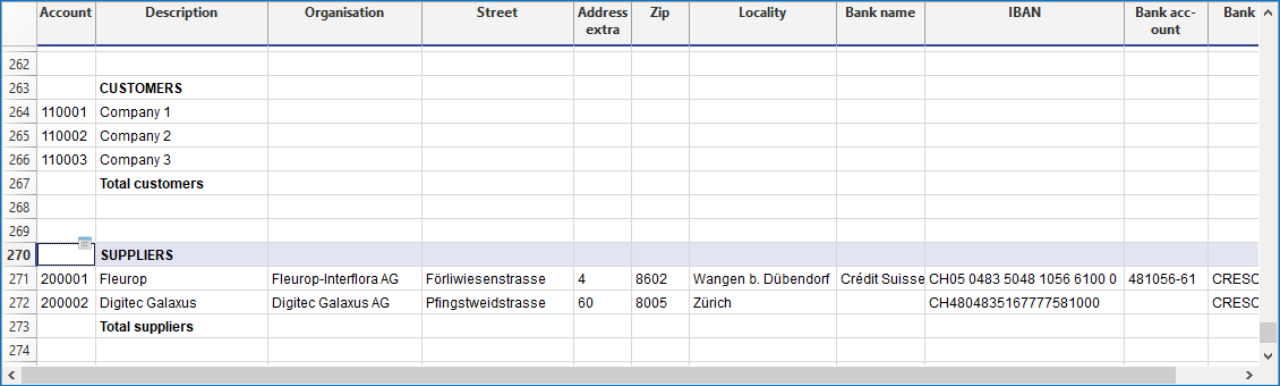 Account Description Organisation Street Address extra Zip Locality Bank name IBAN Bank acc-ount Bank
262
263 CUSTOMERS
264 110001 Company 1
265 110002 Company 2
266 110003 Company 3
267 Total customers
268
269
270 SUPPLIERS
271 200001 Fleurop Fleurop-Interflora AG Förliwiesenstrasse 4 8602 Wangen b. Dübendorf Crédit Suisse CH05 0483 5048 1056 6100 0 481056-61 CRESC
272 200002 Digitec Galaxus Digitec Galaxus AG Pfingstweidstrasse 60 8005 Zürich CH4804835167777581000 CRESC
273 Total suppliers
274